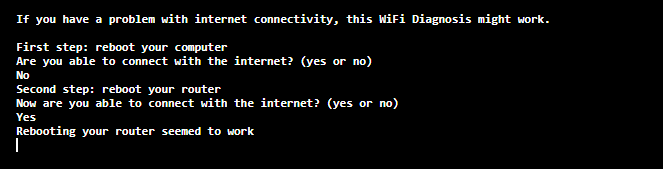 If you have a problem with internet connectivity, this WiFi Diagnosis might work.
First step: reboot your computer
Are you able to connect with the internet? (yes or no)
No
Second step: reboot your router
Now are you able to connect with the internet? (yes or no)
Yes
Rebooting your router seemed to work